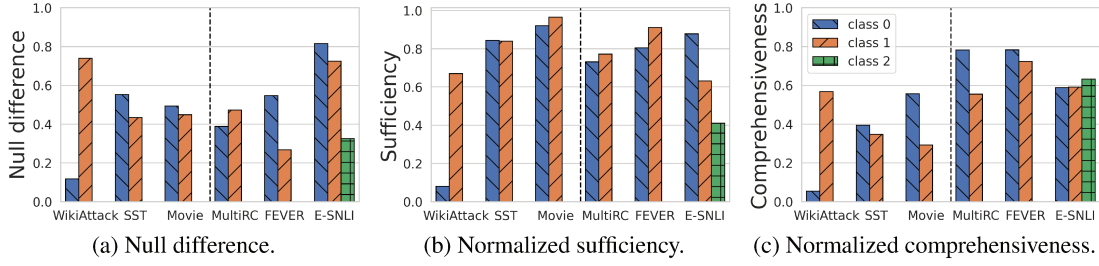 Null difference
1.0
0.8
0.6
0.4
0.2
0.0
WikiAttack SST Movie MultiRC FEVER E-SNLI
(a) Null difference.
Sufficiency
1.0
0.8
0.6
0.4
0.2
0.0
WikiAttack SST Movie MultiRC FEVER E-SNLI
(b) Normalized sufficiency.
Comprehensiveness
1.0
0.8
0.6
0.4
0.2
0.0
class 0
class 1
class 2
WikiAttack SST Movie MultiRC FEVER E-SNLI
(c) Normalized comprehensiveness.